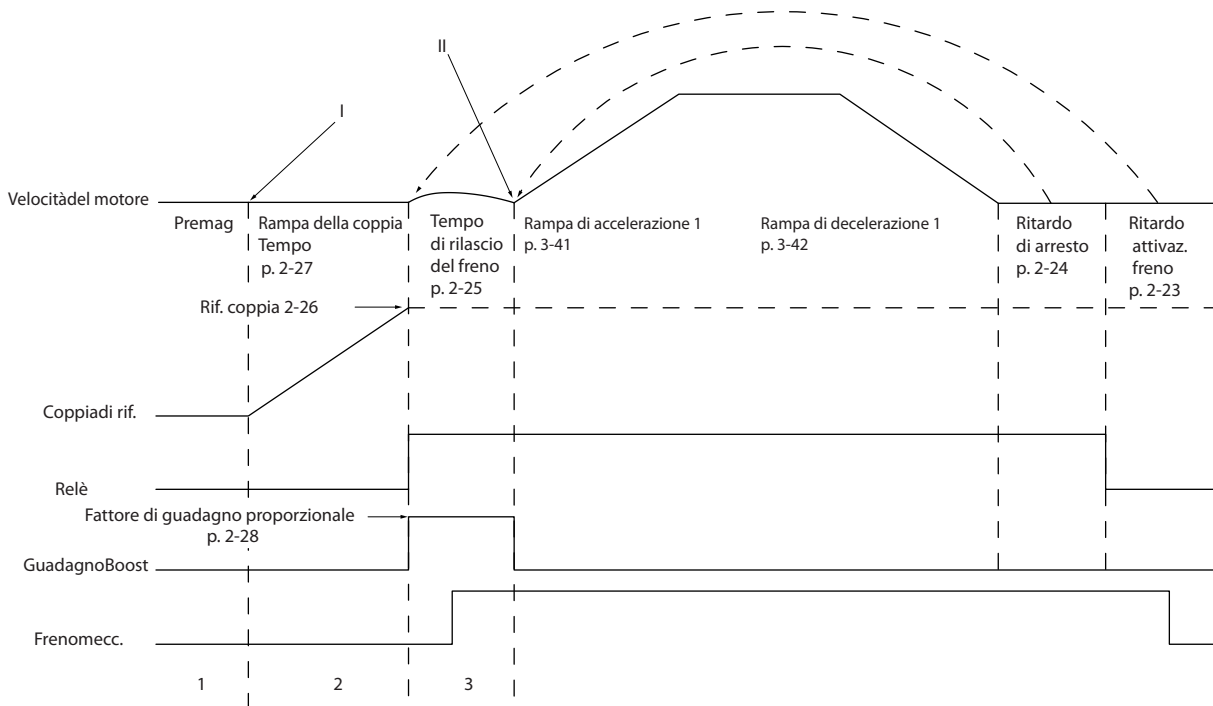 II
I
Velocitàdel motore
Premag
Rampa della coppia
Tempo
p. 2-27
Tempo
di rilascio
del freno
p. 2-25
Rampa di accelerazione 1
p. 3-41
Rampa di decelerazione 1
p. 3-42
Ritardo
di arresto
p. 2-24
Ritardo
attivaz.
freno
p. 2-23
Rif. coppia 2-26
Coppiadi rif.
Relè
Fattore di guadagno proporzionale
p. 2-28
GuadagnoBoost
Frenomecc.
1
2
3